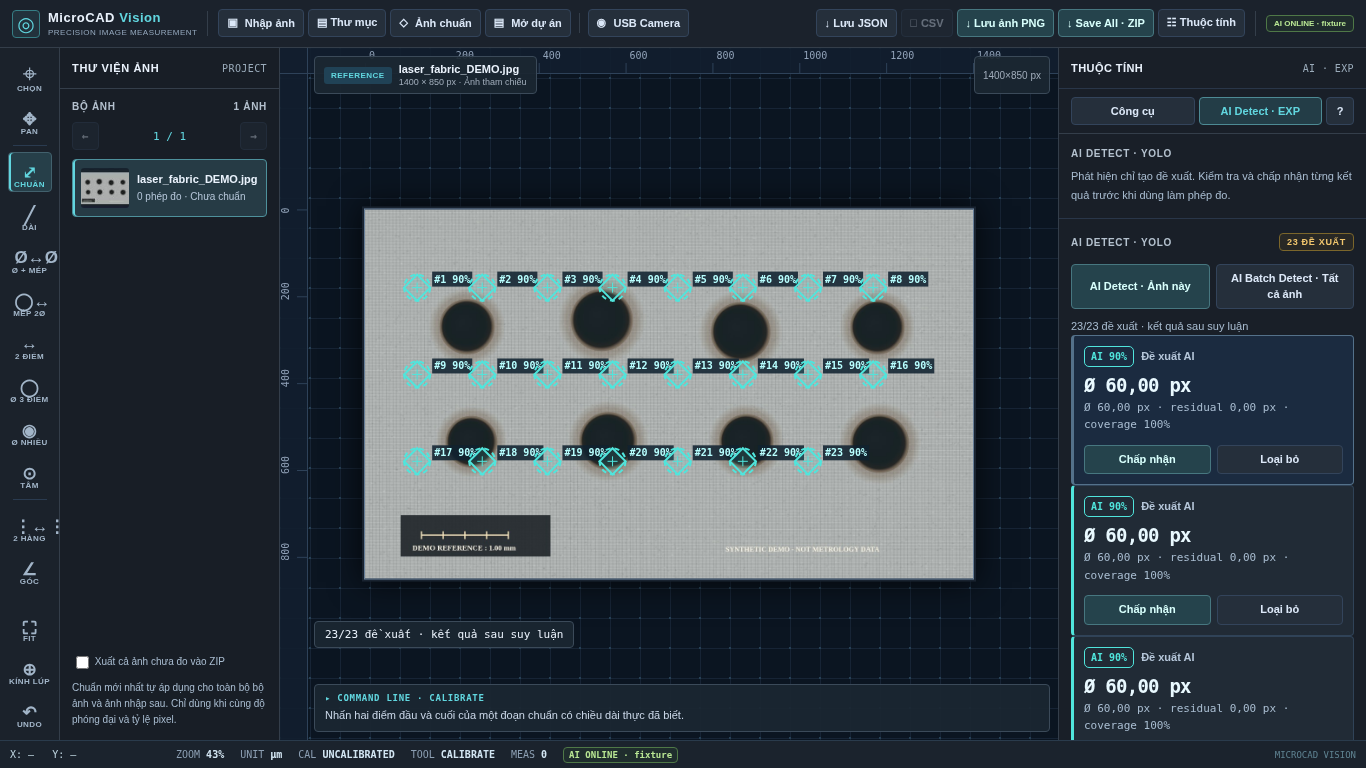 MicroCAD Vision
PRECISION IMAGE MEASUREMENT
Nhập ảnh
Thư mục
Ảnh chuẩn
Mở dự án
USB Camera
↓ Lưu JSON
CSV
↓ Lưu ảnh PNG
↓ Save All · ZIP
Thuộc tính
AI ONLINE · fixture
CHỌN
PAN
CHUẨN
DÀI
Ø↔Ø
Ø + MÉP
MÉP 2Ø
2 ĐIỂM
Ø 3 ĐIỂM
Ø NHIỀU
TÂM
2 HÀNG
GÓC
FIT
KÍNH LÚP
UNDO
THƯ VIỆN ẢNH
PROJECT
BỘ ẢNH
1 ẢNH
← 1 / 1 →
laser_fabric_DEMO.jpg
0 phép đo · Chưa chuẩn
Xuất cả ảnh chưa đo vào ZIP
Chuẩn mới nhất tự áp dụng cho toàn bộ bộ
ảnh và ảnh nhập sau. Chỉ dùng khi cùng độ
phóng đại và tỷ lệ pixel.
0 200 400 600 800 1000 1200 1400
REFERENCE
laser_fabric_DEMO.jpg
1400 × 850 px · Ảnh tham chiếu
1400×850 px
0
200
400
600
800
#1 90% #2 90% #3 90% #4 90% #5 90% #6 90% #7 90% #8 90%
#9 90% #10 90% #11 90% #12 90% #13 90% #14 90% #15 90% #16 90%
#17 90% #18 90% #19 90% #20 90% #21 90% #22 90% #23 90%
DEMO REFERENCE : 1.00 mm
SYNTHETIC DEMO - NOT METROLOGY DATA
23/23 đề xuất · kết quả sau suy luận
▸ COMMAND LINE · CALIBRATE
Nhấn hai điểm đầu và cuối của một đoạn chuẩn có chiều dài thực đã biết.
THUỘC TÍNH
AI · EXP
Công cụ
AI Detect · EXP
?
AI DETECT · YOLO
Phát hiện chỉ tạo đề xuất. Kiểm tra và chấp nhận từng kết
quả trước khi dùng làm phép đo.
AI DETECT · YOLO
23 ĐỀ XUẤT
AI Detect · Ảnh này
AI Batch Detect · Tất
cả ảnh
23/23 đề xuất · kết quả sau suy luận
AI 90% Đề xuất AI
Ø 60,00 px
Ø 60,00 px · residual 0,00 px ·
coverage 100%
Chấp nhận
Loại bỏ
AI 90% Đề xuất AI
Ø 60,00 px
Ø 60,00 px · residual 0,00 px ·
coverage 100%
Chấp nhận
Loại bỏ
AI 90% Đề xuất AI
Ø 60,00 px
Ø 60,00 px · residual 0,00 px ·
coverage 100%
X: — Y: —
ZOOM 43%
UNIT µm
CAL UNCALIBRATED
TOOL CALIBRATE
MEAS 0
AI ONLINE · fixture
MICROCAD VISION